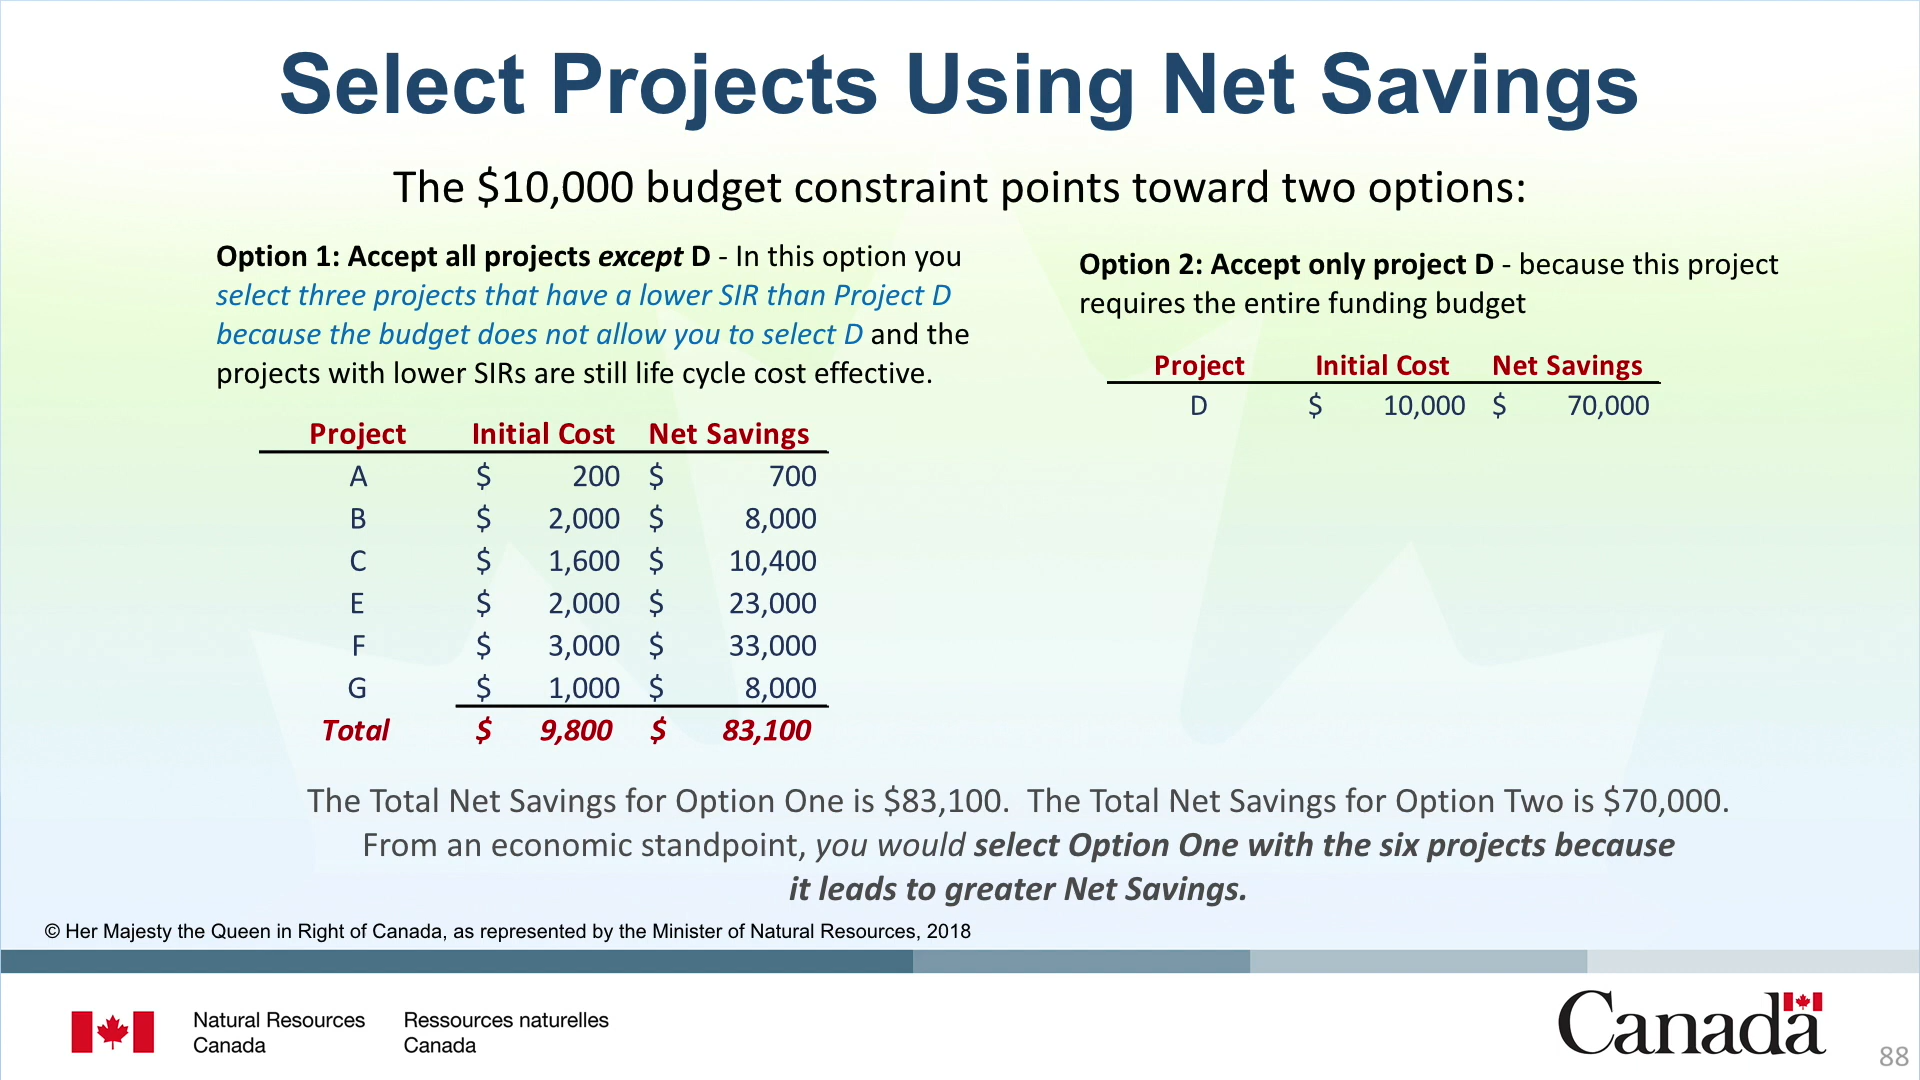 Select Projects Using Net Savings
The $10,000 budget constraint points toward two options:
Option 1: Accept all projects except D - In this option you
select three projects that have a lower SIR than Project D
because the budget does not allow you to select D and the
projects with lower SIRs are still life cycle cost effective.
Project Initial Cost Net Savings
A $ 200 $ 700
B $ 2,000 $ 8,000
C $ 1,600 $ 10,400
E $ 2,000 $ 23,000
F $ 3,000 $ 33,000
G $ 1,000 $ 8,000
Total $ 9,800 $ 83,100
Option 2: Accept only project D - because this project
requires the entire funding budget
Project Initial Cost Net Savings
D $ 10,000 $ 70,000
The Total Net Savings for Option One is $83,100. The Total Net Savings for Option Two is $70,000.
From an economic standpoint, you would select Option One with the six projects because
it leads to greater Net Savings.
© Her Majesty the Queen in Right of Canada, as represented by the Minister of Natural Resources, 2018
Natural Resources
Canada
Ressources naturelles
Canada
Canada
88